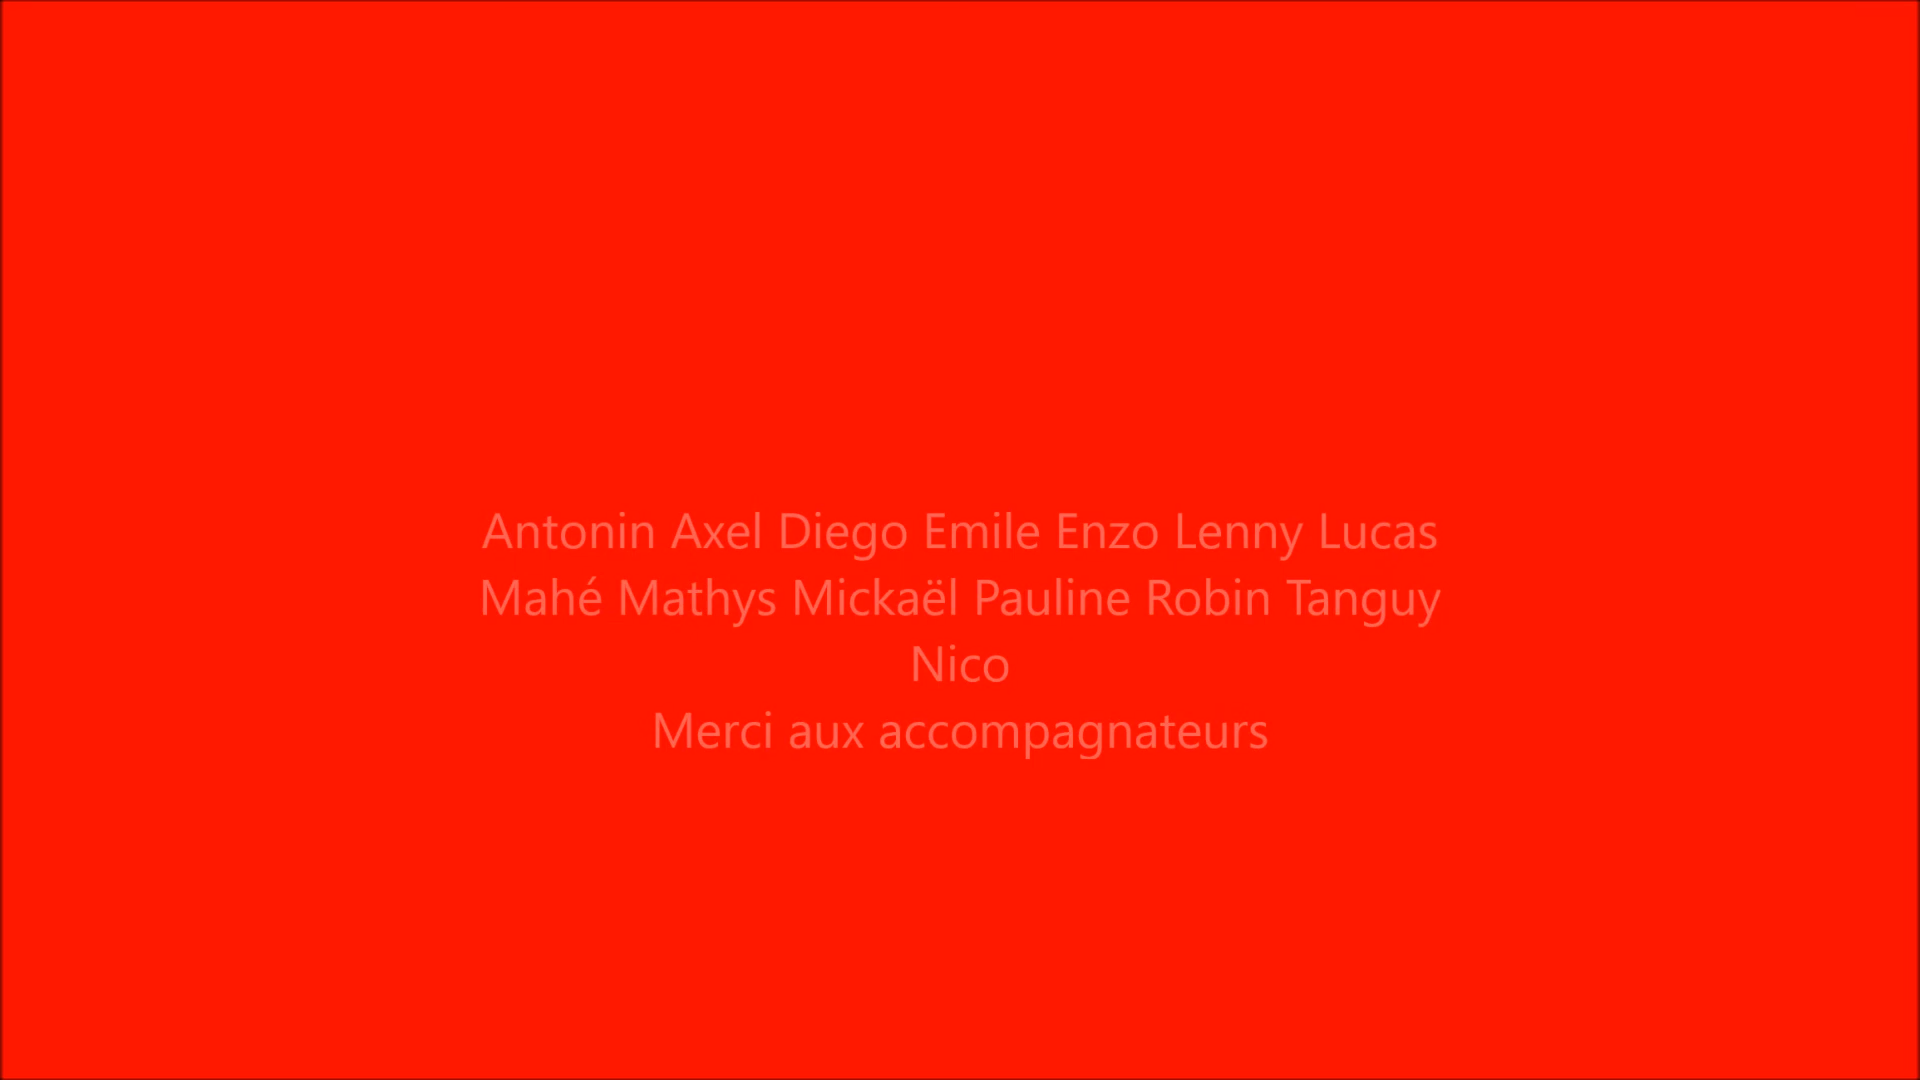 Antonin Axel Diego Emile Enzo Lenny Lucas
Mahé Mathys Mickaël Pauline Robin Tanguy
Nico
Merci aux accompagnateurs